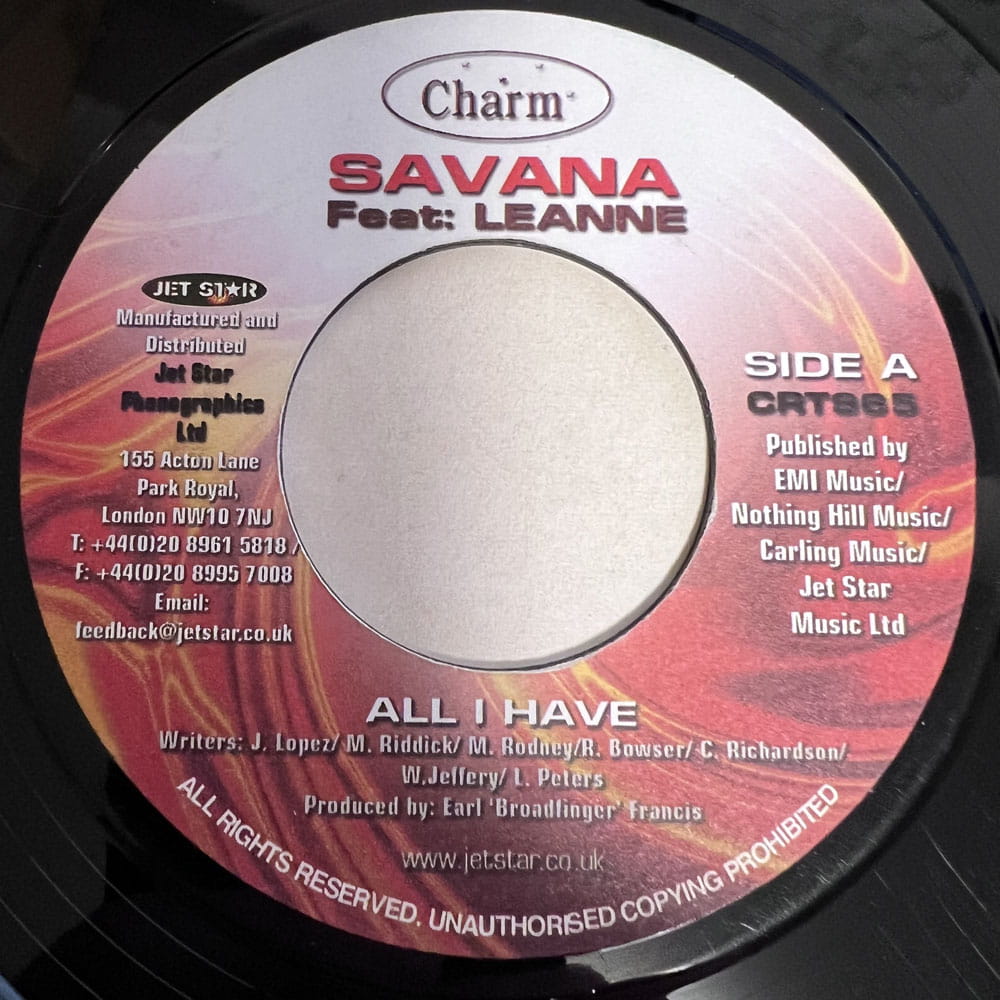 Charm
SAVANA
Feat: LEANNE
JET ST★R
Manufactured and
Distributed
Jet Star
Phonographics
Ltd
155 Acton Lane
Park Royal,
London NW10 7NJ
T: +44(0)20 8961 5818 /
F: +44(0)20 8995 7008
Email:
feedback@jetstar.co.uk
SIDE A
CRT965
Published by
EMI Music/
Nothing Hill Music/
Carling Music/
Jet Star
Music Ltd
ALL I HAVE
Writers: J. Lopez/ M. Riddick/ M. Rodney/R. Bowser/ C. Richardson/
W.Jeffery/ L. Peters
Produced by: Earl 'Broadfinger' Francis
www.jetstar.co.uk
ALL RIGHTS RESERVED. UNAUTHORISED COPYING PROHIBITED